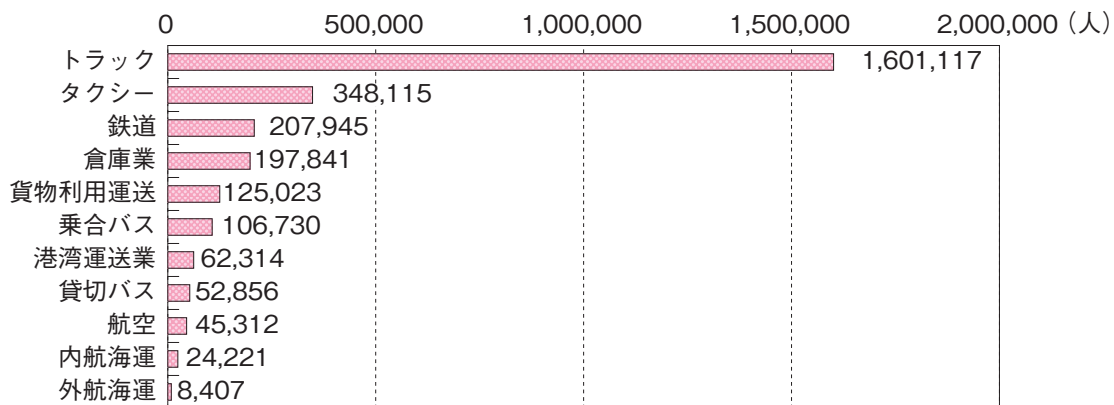 0 500,000 1,000,000 1,500,000 2,000,000（人）
トラック 1,601,117
タクシー 348,115
鉄道 207,945
倉庫業 197,841
貨物利用運送 125,023
乗合バス 106,730
港湾運送業 62,314
貸切バス 52,856
航空 45,312
内航海運 24,221
外航海運 8,407